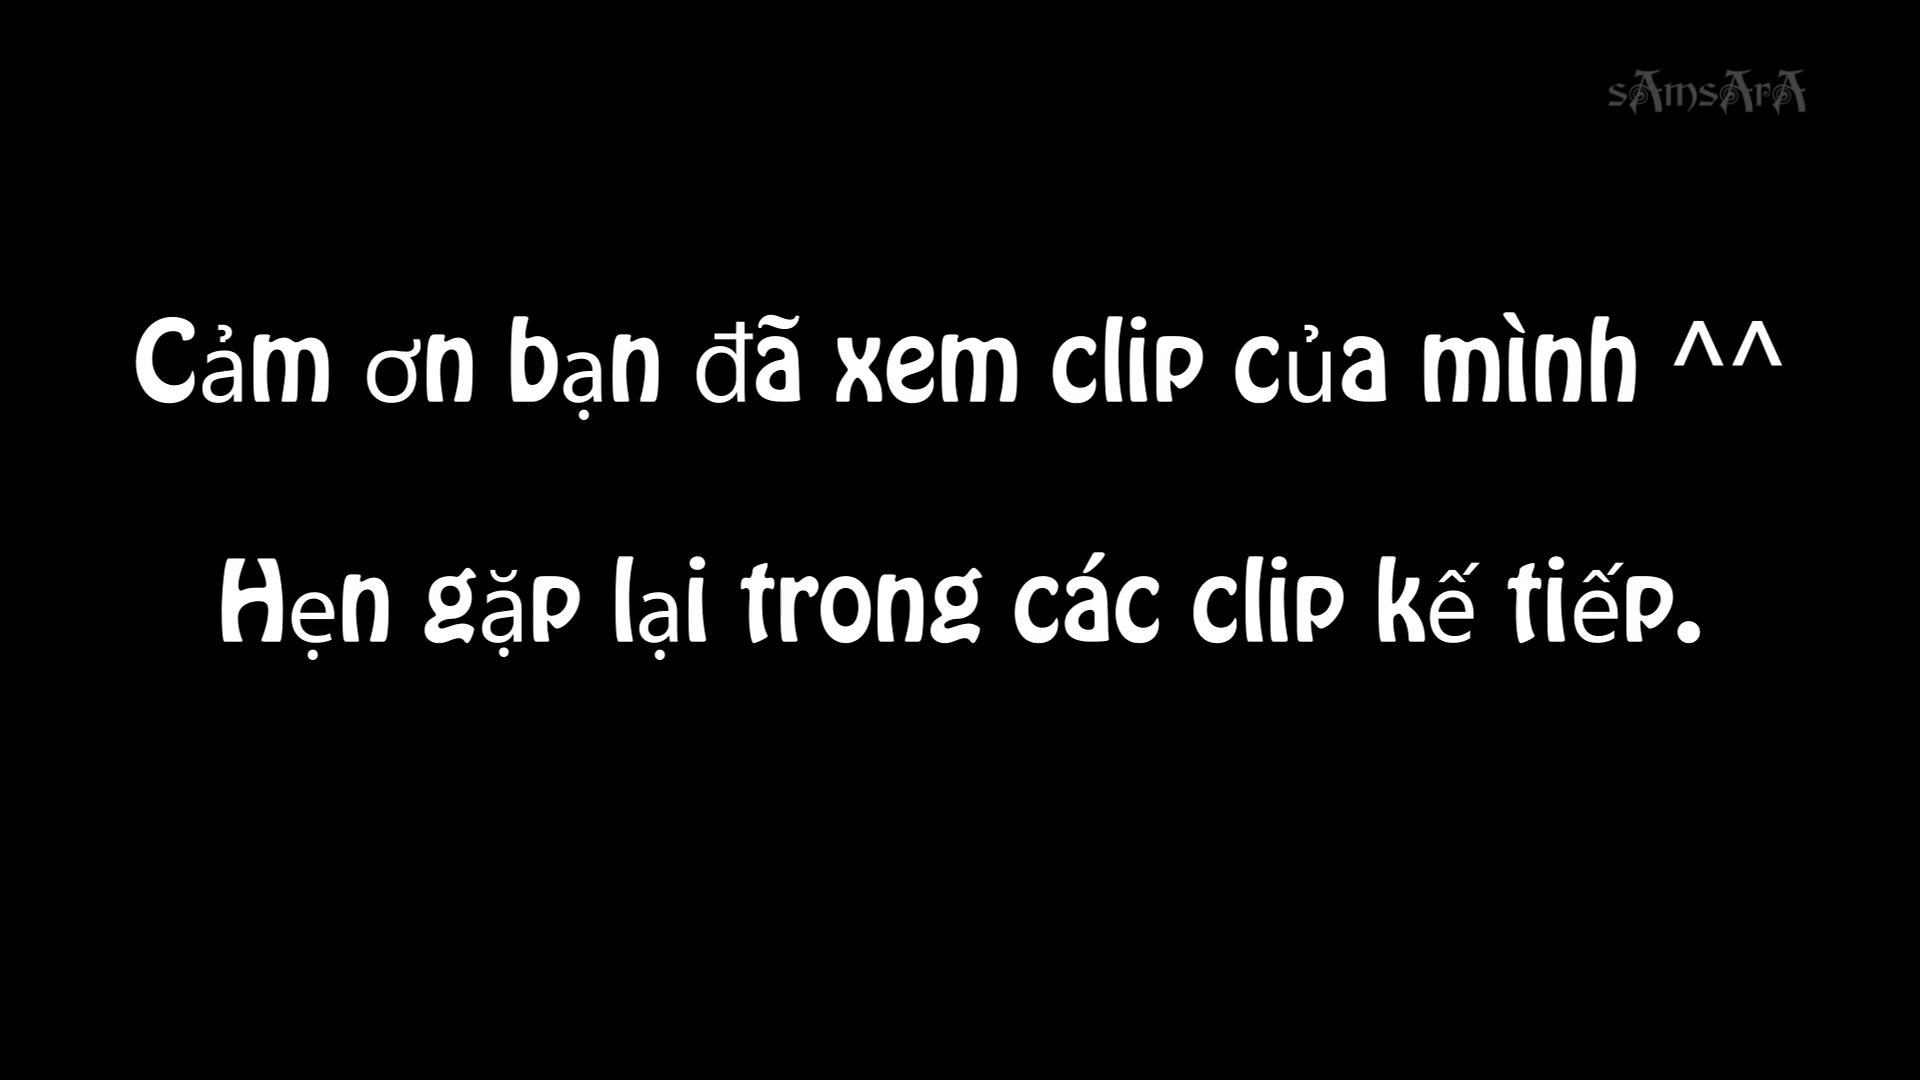 sAmsArA
Cảm ơn bạn đã xem clip của mình ^^
Hẹn gặp lại trong các clip kế tiếp.